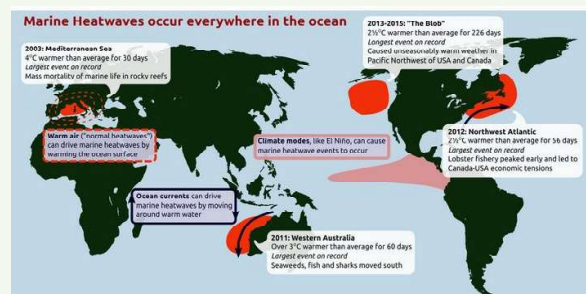 Marine Heatwaves occur everywhere in the ocean
2003: Mediterranean Sea
4°C warmer than average for 30 days
Largest event on record
Mass mortality of marine life in rocky reefs
2013-2015: "The Blob"
2½°C warmer than average for 226 days
Largest event on record
Caused unseasonably warm weather in
Pacific Northwest of USA and Canada
Warm air ("normal heatwaves")
can drive marine heatwaves by
warming the ocean surface
Climate modes, like El Niño, can cause
marine heatwave events to occur
2012: Northwest Atlantic
2½°C warmer than average for 56 days
Largest event on record
Lobster fishery peaked early and led to
Canada-USA economic tensions
Ocean currents can drive
marine heatwaves by moving
around warm water
2011: Western Australia
Over 3°C warmer than average for 60 days
Largest event on record
Seaweeds, fish and sharks moved south